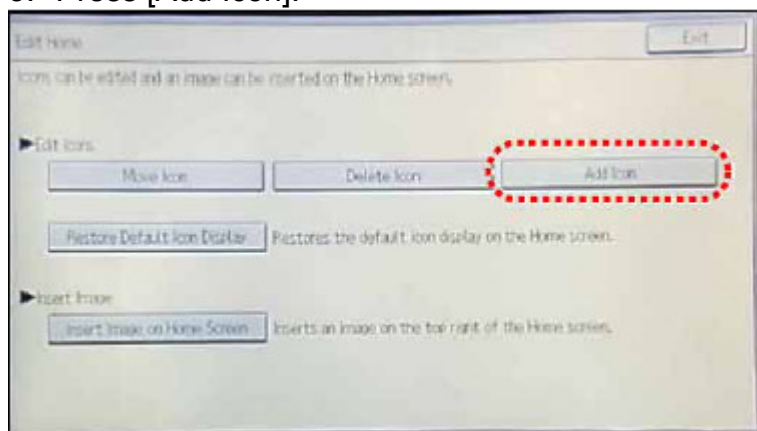 Press [Add Icon].
Edit Home
Exit
Icons can be edited and an image can be inserted on the Home screen.
►Edit Icons
Move Icon
Delete Icon
Add Icon
Restore Default Icon Display
Restores the default icon display on the Home screen.
►Insert Image
Insert Image on Home Screen
Inserts an image on the top right of the Home screen.